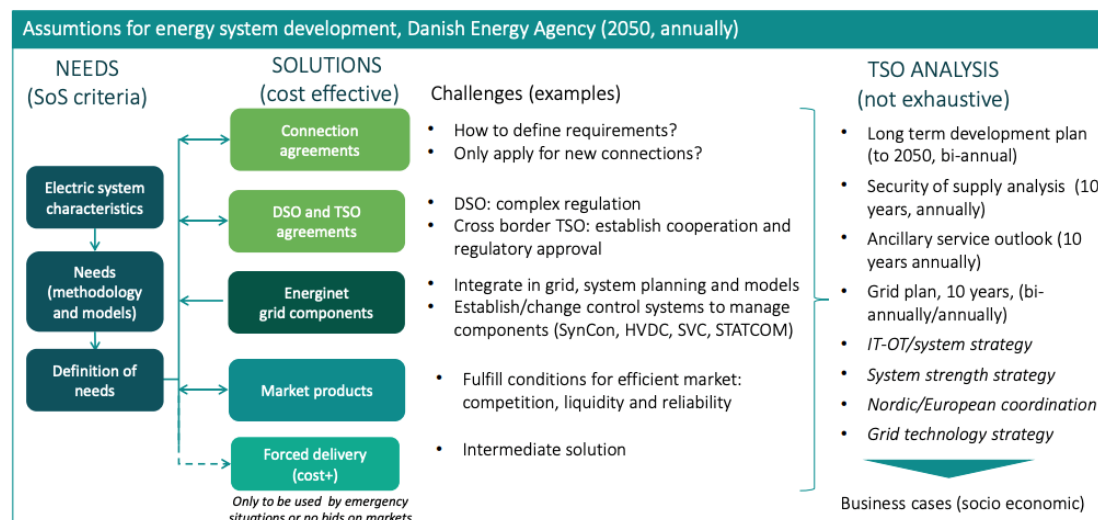 Assumtions for energy system development, Danish Energy Agency (2050, annually)
NEEDS
(SoS criteria)
Electric system
characteristics
Needs
(methodology
and models)
Definition of
needs
SOLUTIONS
(cost effective)
Connection
agreements
DSO and TSO
agreements
Energinet
grid components
Market products
Forced delivery
(cost+)
Only to be used by emergency
situations or no bids on markets
Challenges (examples)
• How to define requirements?
• Only apply for new connections?
• DSO: complex regulation
• Cross border TSO: establish cooperation and
regulatory approval
• Integrate in grid, system planning and models
• Establish/change control systems to manage
components (SynCon, HVDC, SVC, STATCOM)
• Fulfill conditions for efficient market:
competition, liquidity and reliability
• Intermediate solution
TSO ANALYSIS
(not exhaustive)
• Long term development plan
(to 2050, bi-annual)
• Security of supply analysis (10
years, annually)
• Ancillary service outlook (10
years annually)
• Grid plan, 10 years, (bi-
annually/annually)
• IT-OT/system strategy
• System strength strategy
• Nordic/European coordination
• Grid technology strategy
Business cases (socio economic)